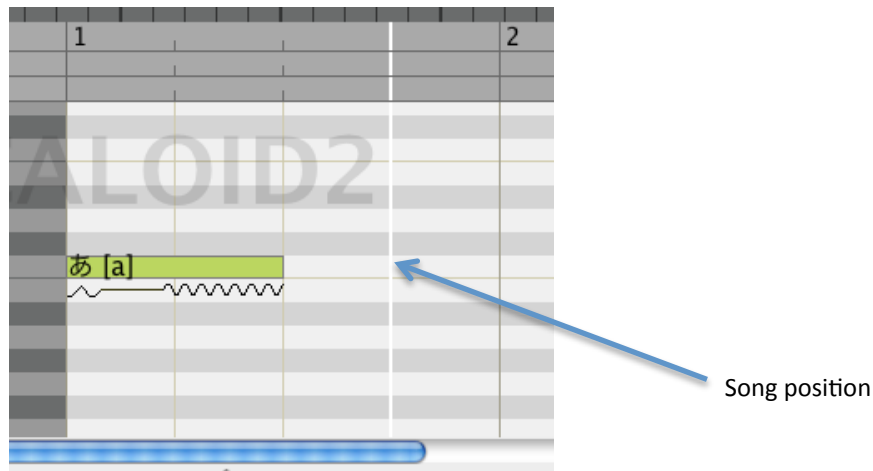 1
2
ALOID2
あ [a]
Song position